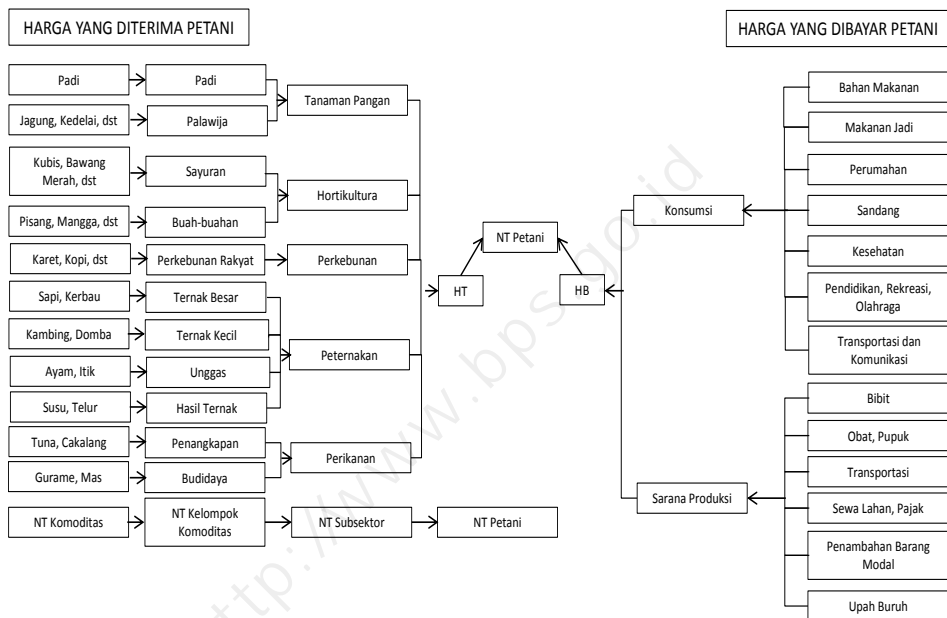 HARGA YANG DITERIMA PETANI
HARGA YANG DIBAYAR PETANI
Padi
Padi
Tanaman Pangan
Jagung, Kedelai, dst
Palawija
Kubis, Bawang
Merah, dst
Sayuran
Hortikultura
Pisang, Mangga, dst
Buah-buahan
Karet, Kopi, dst
Perkebunan Rakyat
Perkebunan
Sapi, Kerbau
Ternak Besar
Kambing, Domba
Ternak Kecil
Peternakan
Ayam, Itik
Unggas
Susu, Telur
Hasil Ternak
Tuna, Cakalang
Penangkapan
Perikanan
Gurame, Mas
Budidaya
NT Komoditas
NT Kelompok
Komoditas
NT Subsektor
NT Petani
NT Petani
HT
HB
Konsumsi
Bahan Makanan
Makanan Jadi
Perumahan
Sandang
Kesehatan
Pendidikan, Rekreasi,
Olahraga
Transportasi dan
Komunikasi
Sarana Produksi
Bibit
Obat, Pupuk
Transportasi
Sewa Lahan, Pajak
Penambahan Barang
Modal
Upah Buruh
http://www.bps.go.id